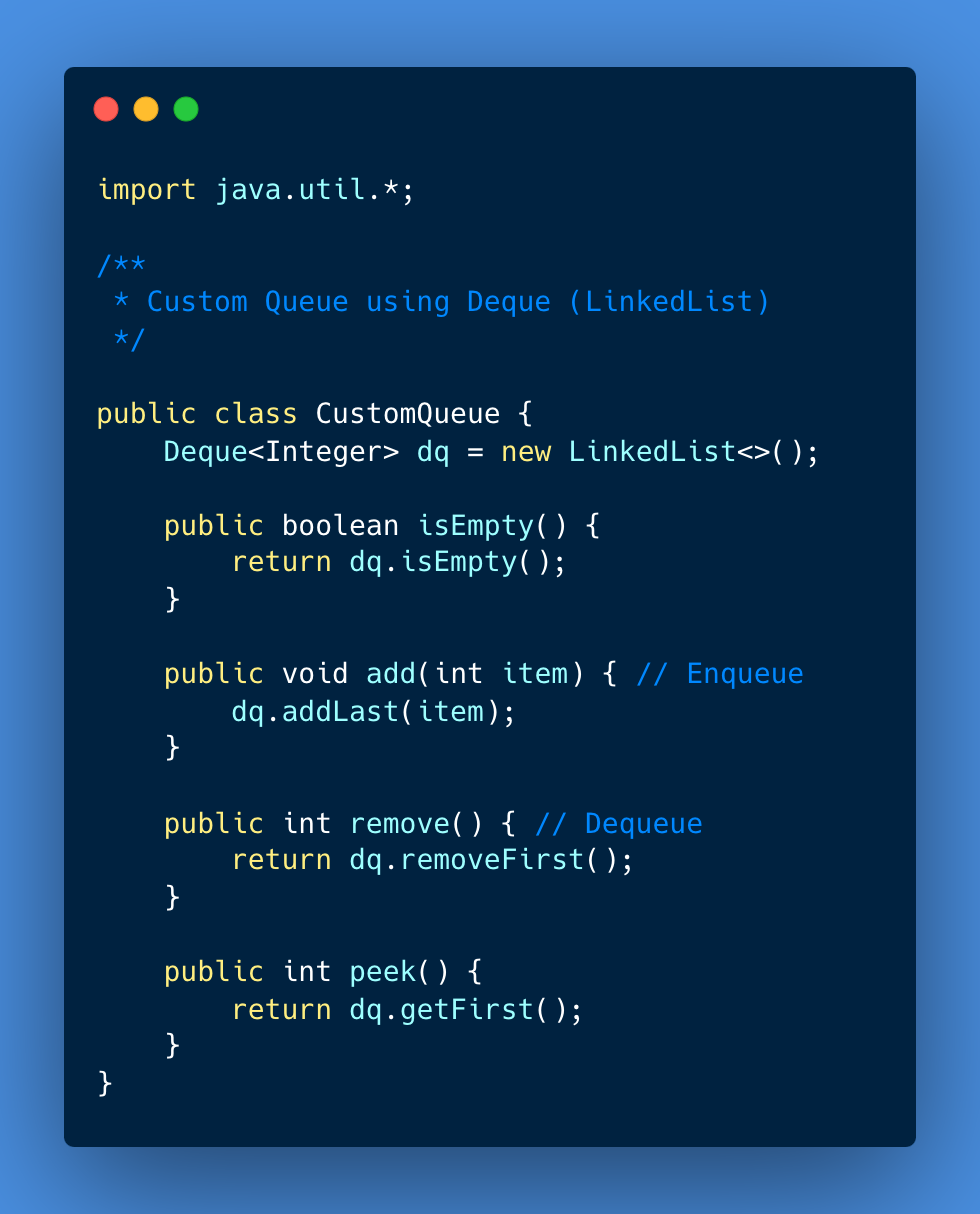 import java.util.*;

/**
 * Custom Queue using Deque (LinkedList)
 */

public class CustomQueue {
    Deque<Integer> dq = new LinkedList<>();

    public boolean isEmpty() {
        return dq.isEmpty();
    }

    public void add(int item) { // Enqueue
        dq.addLast(item);
    }

    public int remove() { // Dequeue
        return dq.removeFirst();
    }

    public int peek() {
        return dq.getFirst();
    }
}